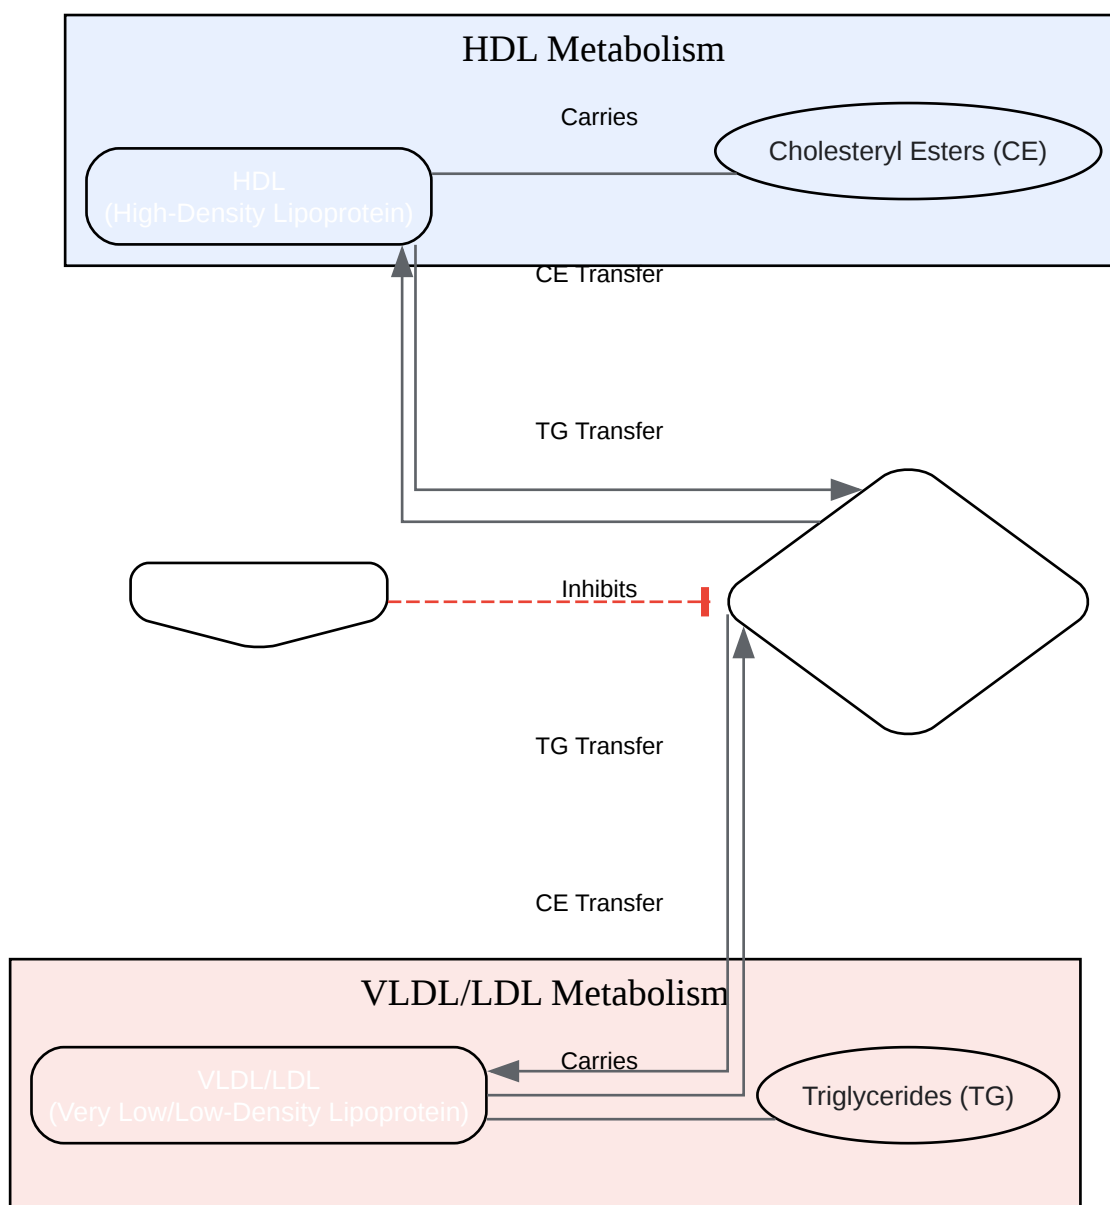 HDL Metabolism
Carries
Cholesteryl Esters (CE)
HDL
(High-Density Lipoprotein)
CE Transfer
TG Transfer
Inhibits
TG Transfer
CE Transfer
VLDL/LDL Metabolism
Carries
VLDL/LDL
(Very Low/Low-Density Lipoprotein)
Triglycerides (TG)